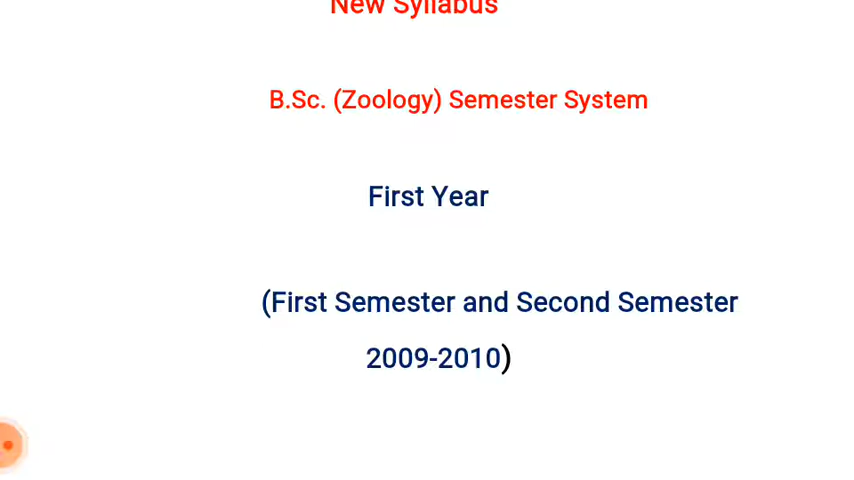 New Syllabus
B.Sc. (Zoology) Semester System
First Year
(First Semester and Second Semester
2009-2010)